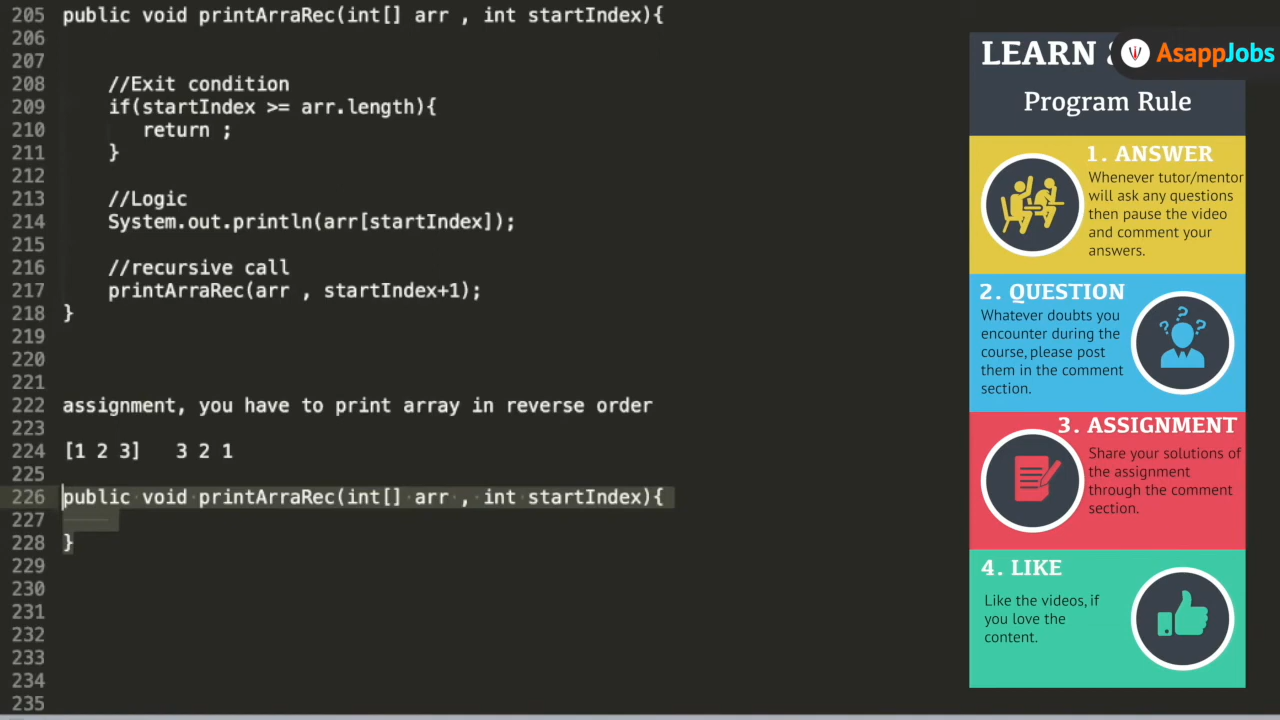 205 public void printArraRec(int[] arr , int startIndex){
206
207
208 //Exit condition
209 if(startIndex >= arr.length){
210 return ;
211 }
212
213 //Logic
214 System.out.println(arr[startIndex]);
215
216 //recursive call
217 printArraRec(arr , startIndex+1);
218 }
219
220
221
222 assignment, you have to print array in reverse order
223
224 [1 2 3] 3 2 1
225
226 public void printArraRec(int[] arr , int startIndex){
227
228 }
229
230
231
232
233
234
235
LEARN
AsappJobs
Program Rule
1. ANSWER
Whenever tutor/mentor
will ask any questions
then pause the video
and comment your
answers.
2. QUESTION
Whatever doubts you
encounter during the
course, please post
them in the comment
section.
3. ASSIGNMENT
Share your solutions of
the assignment
through the comment
section.
4. LIKE
Like the videos, if
you love the
content.